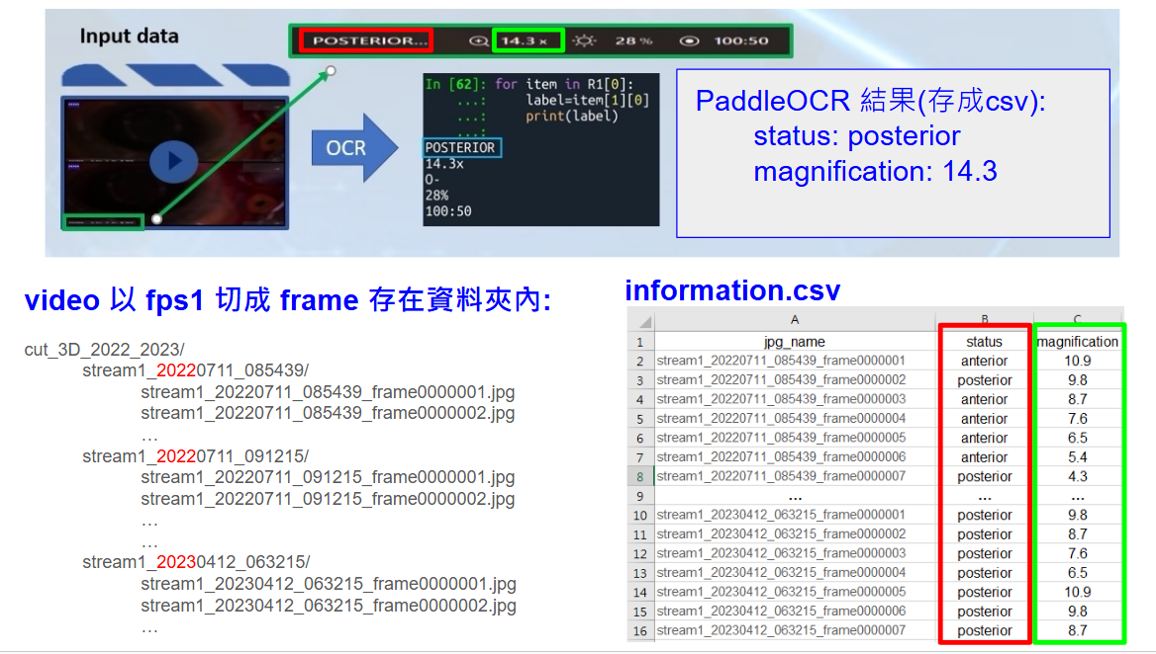 Input data
POSTERIOR... 14.3 x 28 % 100:50
OCR
In [62]: for item in R1[0]:
...: label=item[1][0]
...: print(label)
...:
POSTERIOR
14.3x
O-
28%
100:50
PaddleOCR 結果(存成csv):
status: posterior
magnification: 14.3
video 以 fps1 切成 frame 存在資料夾內:
cut_3D_2022_2023/
stream1_20220711_085439/
stream1_20220711_085439_frame0000001.jpg
stream1_20220711_085439_frame0000002.jpg
...
stream1_20220711_091215/
stream1_20220711_091215_frame0000001.jpg
stream1_20220711_091215_frame0000002.jpg
...
...
stream1_20230412_063215/
stream1_20230412_063215_frame0000001.jpg
stream1_20230412_063215_frame0000002.jpg
...
information.csv
A B C
1 jpg_name status magnification
2 stream1_20220711_085439_frame0000001 anterior 10.9
3 stream1_20220711_085439_frame0000002 posterior 9.8
4 stream1_20220711_085439_frame0000003 anterior 8.7
5 stream1_20220711_085439_frame0000004 anterior 7.6
6 stream1_20220711_085439_frame0000005 anterior 6.5
7 stream1_20220711_085439_frame0000006 anterior 5.4
8 stream1_20220711_085439_frame0000007 posterior 4.3
9 ... ... ...
10 stream1_20230412_063215_frame0000001 posterior 9.8
11 stream1_20230412_063215_frame0000002 posterior 8.7
12 stream1_20230412_063215_frame0000003 posterior 7.6
13 stream1_20230412_063215_frame0000004 posterior 6.5
14 stream1_20230412_063215_frame0000005 posterior 10.9
15 stream1_20230412_063215_frame0000006 posterior 9.8
16 stream1_20230412_063215_frame0000007 posterior 8.7